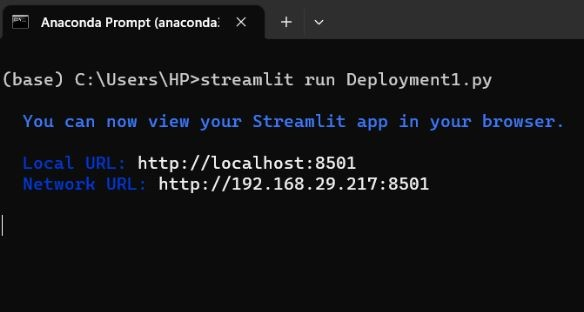 Anaconda Prompt (anaconda
(base) C:\Users\HP>streamlit run Deployment1.py
You can now view your Streamlit app in your browser.
Local URL: http://localhost:8501
Network URL: http://192.168.29.217:8501